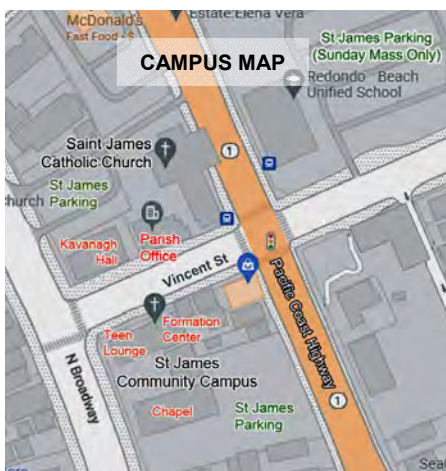 McDonald's
Fast Food - $
Estate:Elena Vera
CAMPUS MAP
St James Parking
(Sunday Mass Only)
Redondo Beach
Unified School
Saint James
Catholic Church
1
St James
Parking
hurch
Kavanagh
Hall
Parish
Office
Vincent St
Pacific Coast Highway
Teen
Lounge
Formation
Center
N Broadway
St James
Community Campus
Chapel
St James
Parking
1
Sea